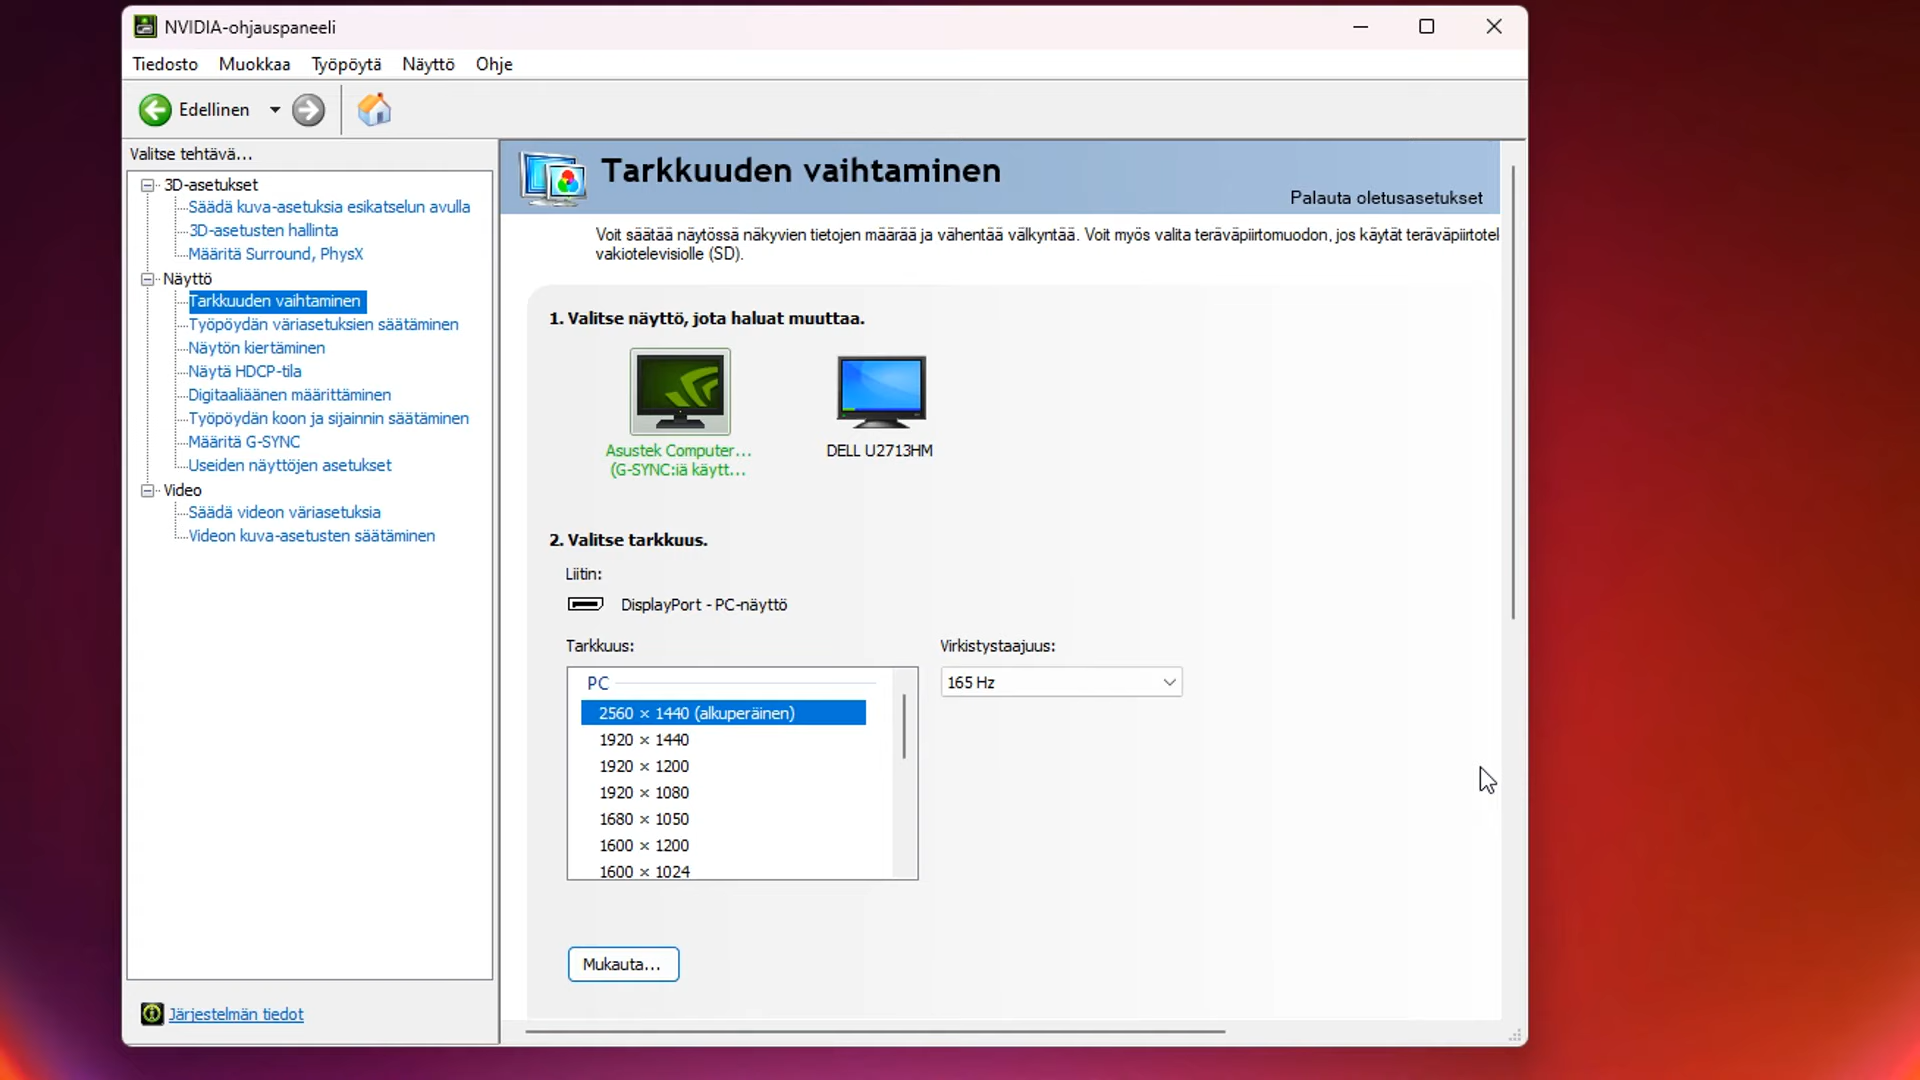 NVIDIA-ohjauspaneeli
Tiedosto Muokkaa Työpöytä Näyttö Ohje
Edellinen
Valitse tehtävä...
3D-asetukset
Säädä kuva-asetuksia esikatselun avulla
3D-asetusten hallinta
Määritä Surround, PhysX
Näyttö
Tarkkuuden vaihtaminen
Työpöydän väriasetuksien säätäminen
Näytön kiertäminen
Näytä HDCP-tila
Digitaaliäänen määrittäminen
Työpöydän koon ja sijainnin säätäminen
Määritä G-SYNC
Useiden näyttöjen asetukset
Video
Säädä videon väriasetuksia
Videon kuva-asetusten säätäminen
Järjestelmän tiedot
Tarkkuuden vaihtaminen
Palauta oletusasetukset
Voit säätää näytössä näkyvien tietojen määrää ja vähentää välkyntää. Voit myös valita teräväpiirtomuodon, jos käytät teräväpiirtotel
vakiotelevisiolle (SD).
1. Valitse näyttö, jota haluat muuttaa.
Asustek Computer...
(G-SYNC:iä käytt...
DELL U2713HM
2. Valitse tarkkuus.
Liitin:
DisplayPort - PC-näyttö
Tarkkuus:
Virkistystaajuus:
PC
165 Hz
2560 × 1440 (alkuperäinen)
1920 × 1440
1920 × 1200
1920 × 1080
1680 × 1050
1600 × 1200
1600 × 1024
Mukauta...